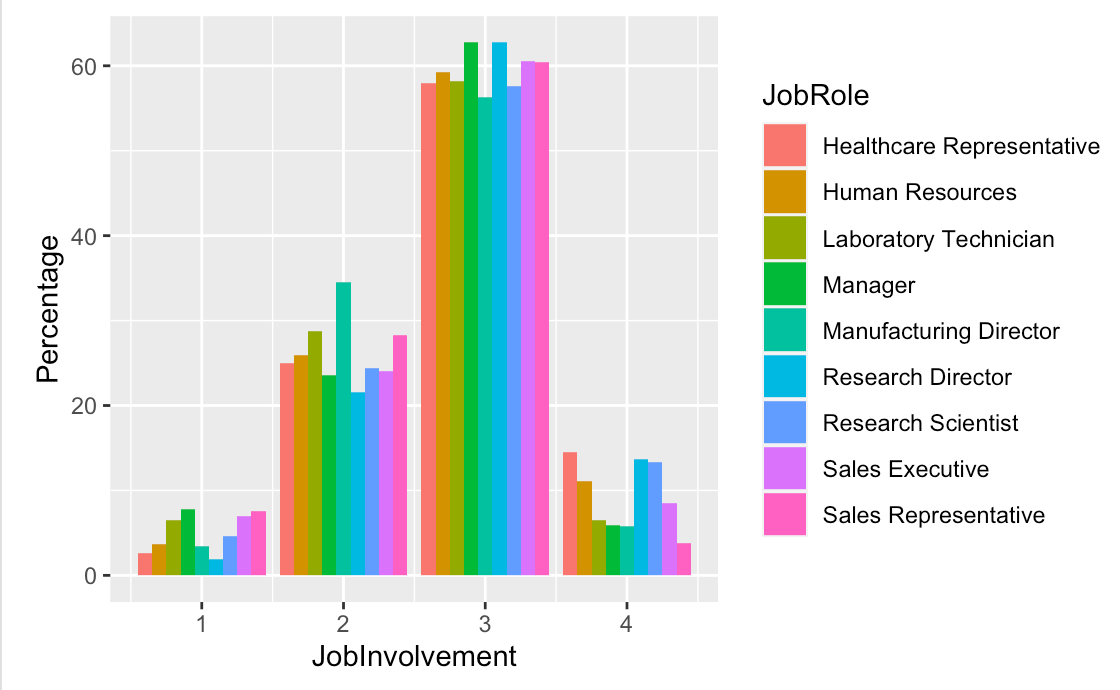 60
40
20
0
Percentage
1 2 3 4
JobInvolvement
JobRole
Healthcare Representative
Human Resources
Laboratory Technician
Manager
Manufacturing Director
Research Director
Research Scientist
Sales Executive
Sales Representative